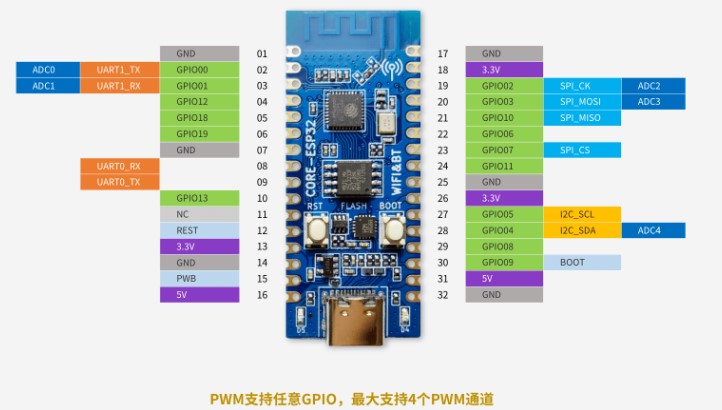 GND 01
ADC0 UART1_TX GPIO00 02
ADC1 UART1_RX GPIO01 03
GPIO12 04
GPIO18 05
GPIO19 06
GND 07
UART0_RX 08
UART0_TX 09
GPIO13 10
NC 11
REST 12
3.3V 13
GND 14
PWB 15
5V 16
CORE-ESP32
WIFI&BT
RST FLASH BOOT
D5 D4
17 GND
18 3.3V
19 GPIO02 SPI_CK ADC2
20 GPIO03 SPI_MOSI ADC3
21 GPIO10 SPI_MISO
22 GPIO06
23 GPIO07 SPI_CS
24 GPIO11
25 GND
26 3.3V
27 GPIO05 I2C_SCL
28 GPIO04 I2C_SDA ADC4
29 GPIO08
30 GPIO09 BOOT
31 5V
32 GND
PWM支持任意GPIO，最大支持4个PWM通道